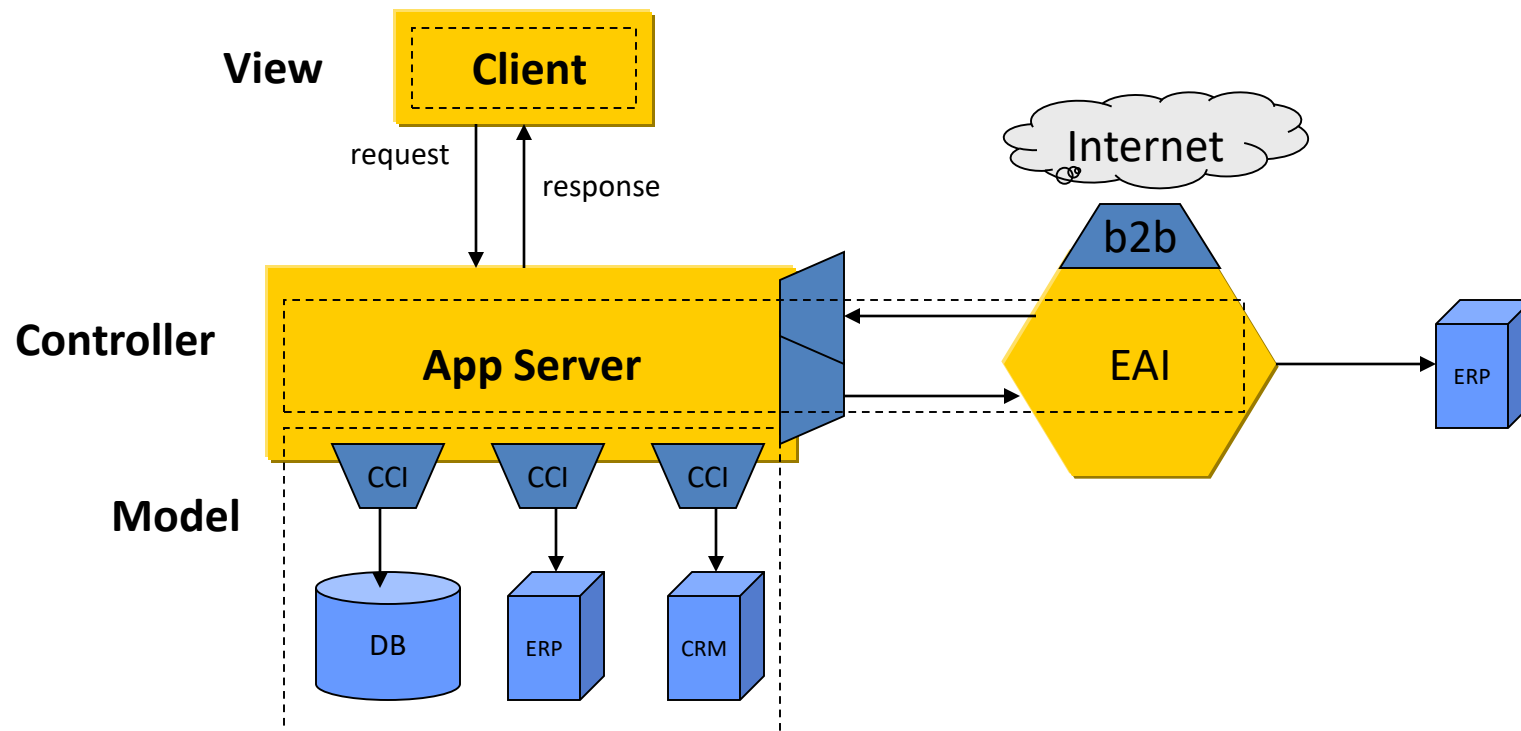 View
Client
request
response
Internet
b2b
Controller
App Server
EAI
ERP
Model
CCI
CCI
CCI
DB
ERP
CRM